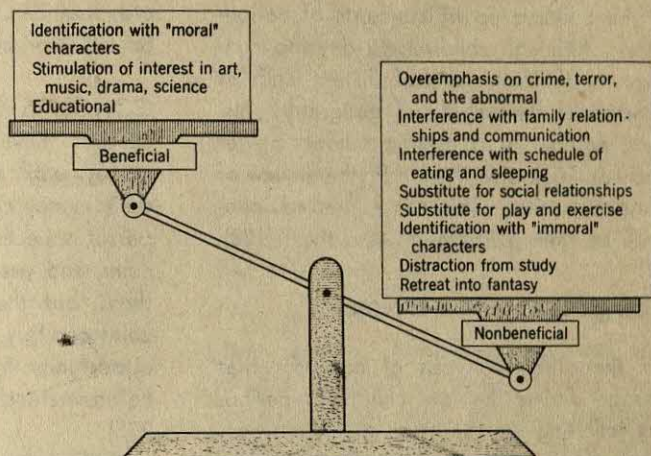 Identification with "moral"
characters
Stimulation of interest in art,
music, drama, science
Educational
Beneficial
Overemphasis on crime, terror,
and the abnormal
Interference with family relation-
ships and communication
Interference with schedule of
eating and sleeping
Substitute for social relationships
Substitute for play and exercise
Identification with "immoral"
characters
Distraction from study
Retreat into fantasy
Nonbeneficial